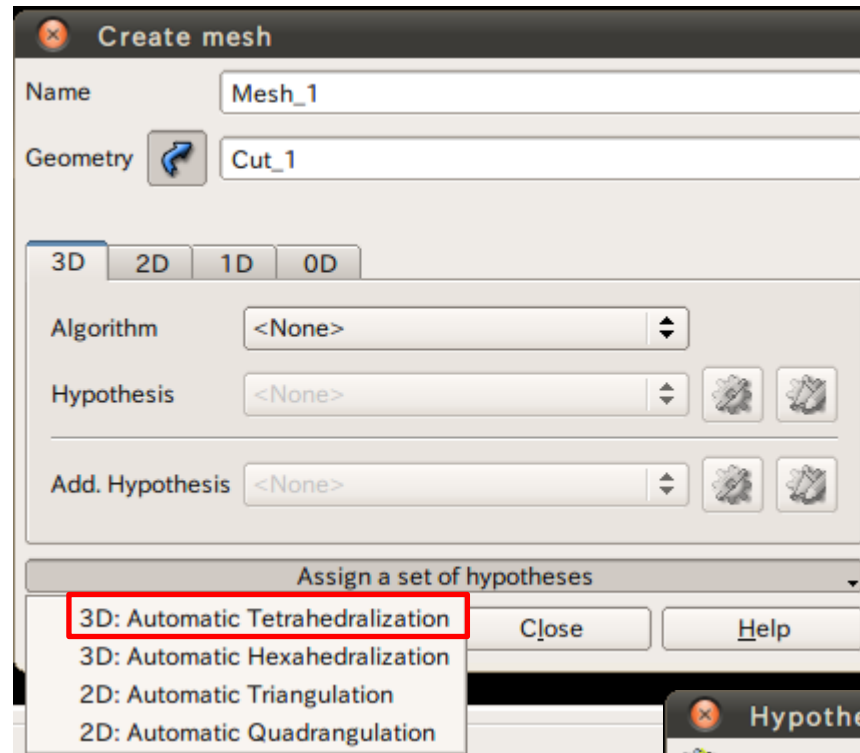 Create mesh
Name Mesh_1
Geometry Cut_1
3D 2D 1D 0D
Algorithm <None>
Hypothesis <None>
Add. Hypothesis <None>
Assign a set of hypotheses
3D: Automatic Tetrahedralization Close Help
3D: Automatic Hexahedralization
2D: Automatic Triangulation
2D: Automatic Quadrangulation
Hypothe